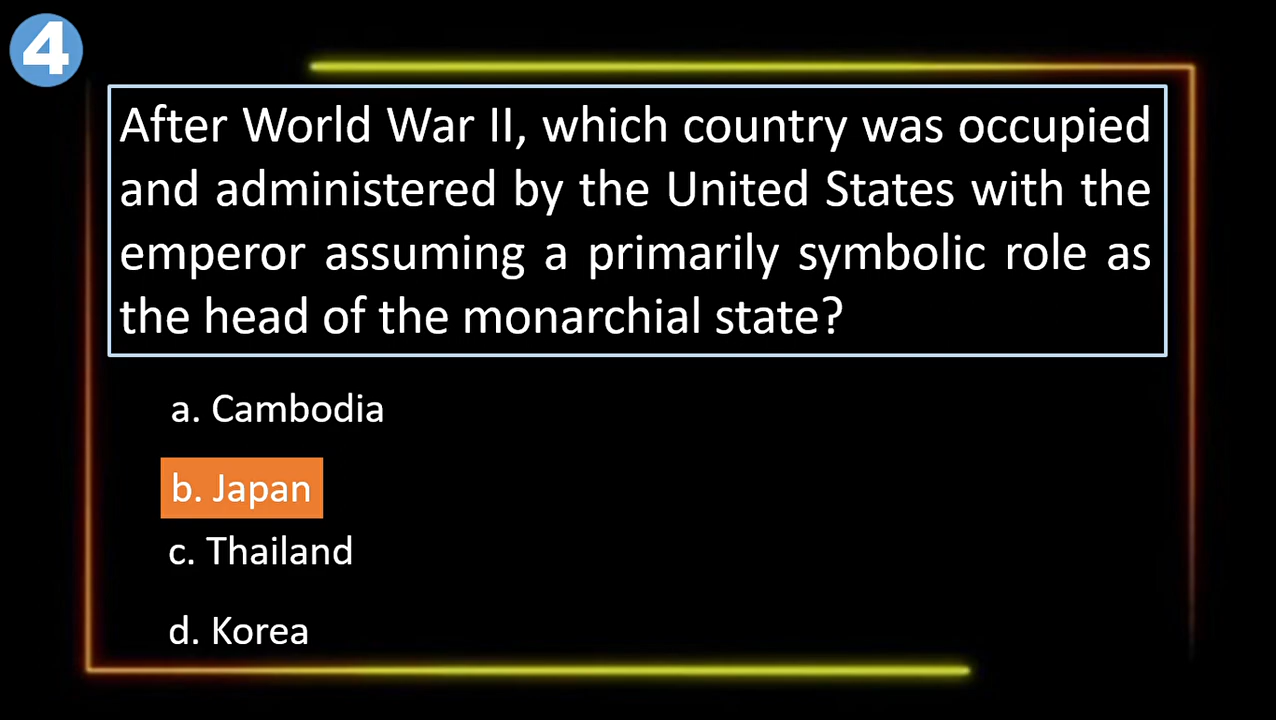 4
After World War II, which country was occupied
and administered by the United States with the
emperor assuming a primarily symbolic role as
the head of the monarchial state?
a. Cambodia
b. Japan
c. Thailand
d. Korea